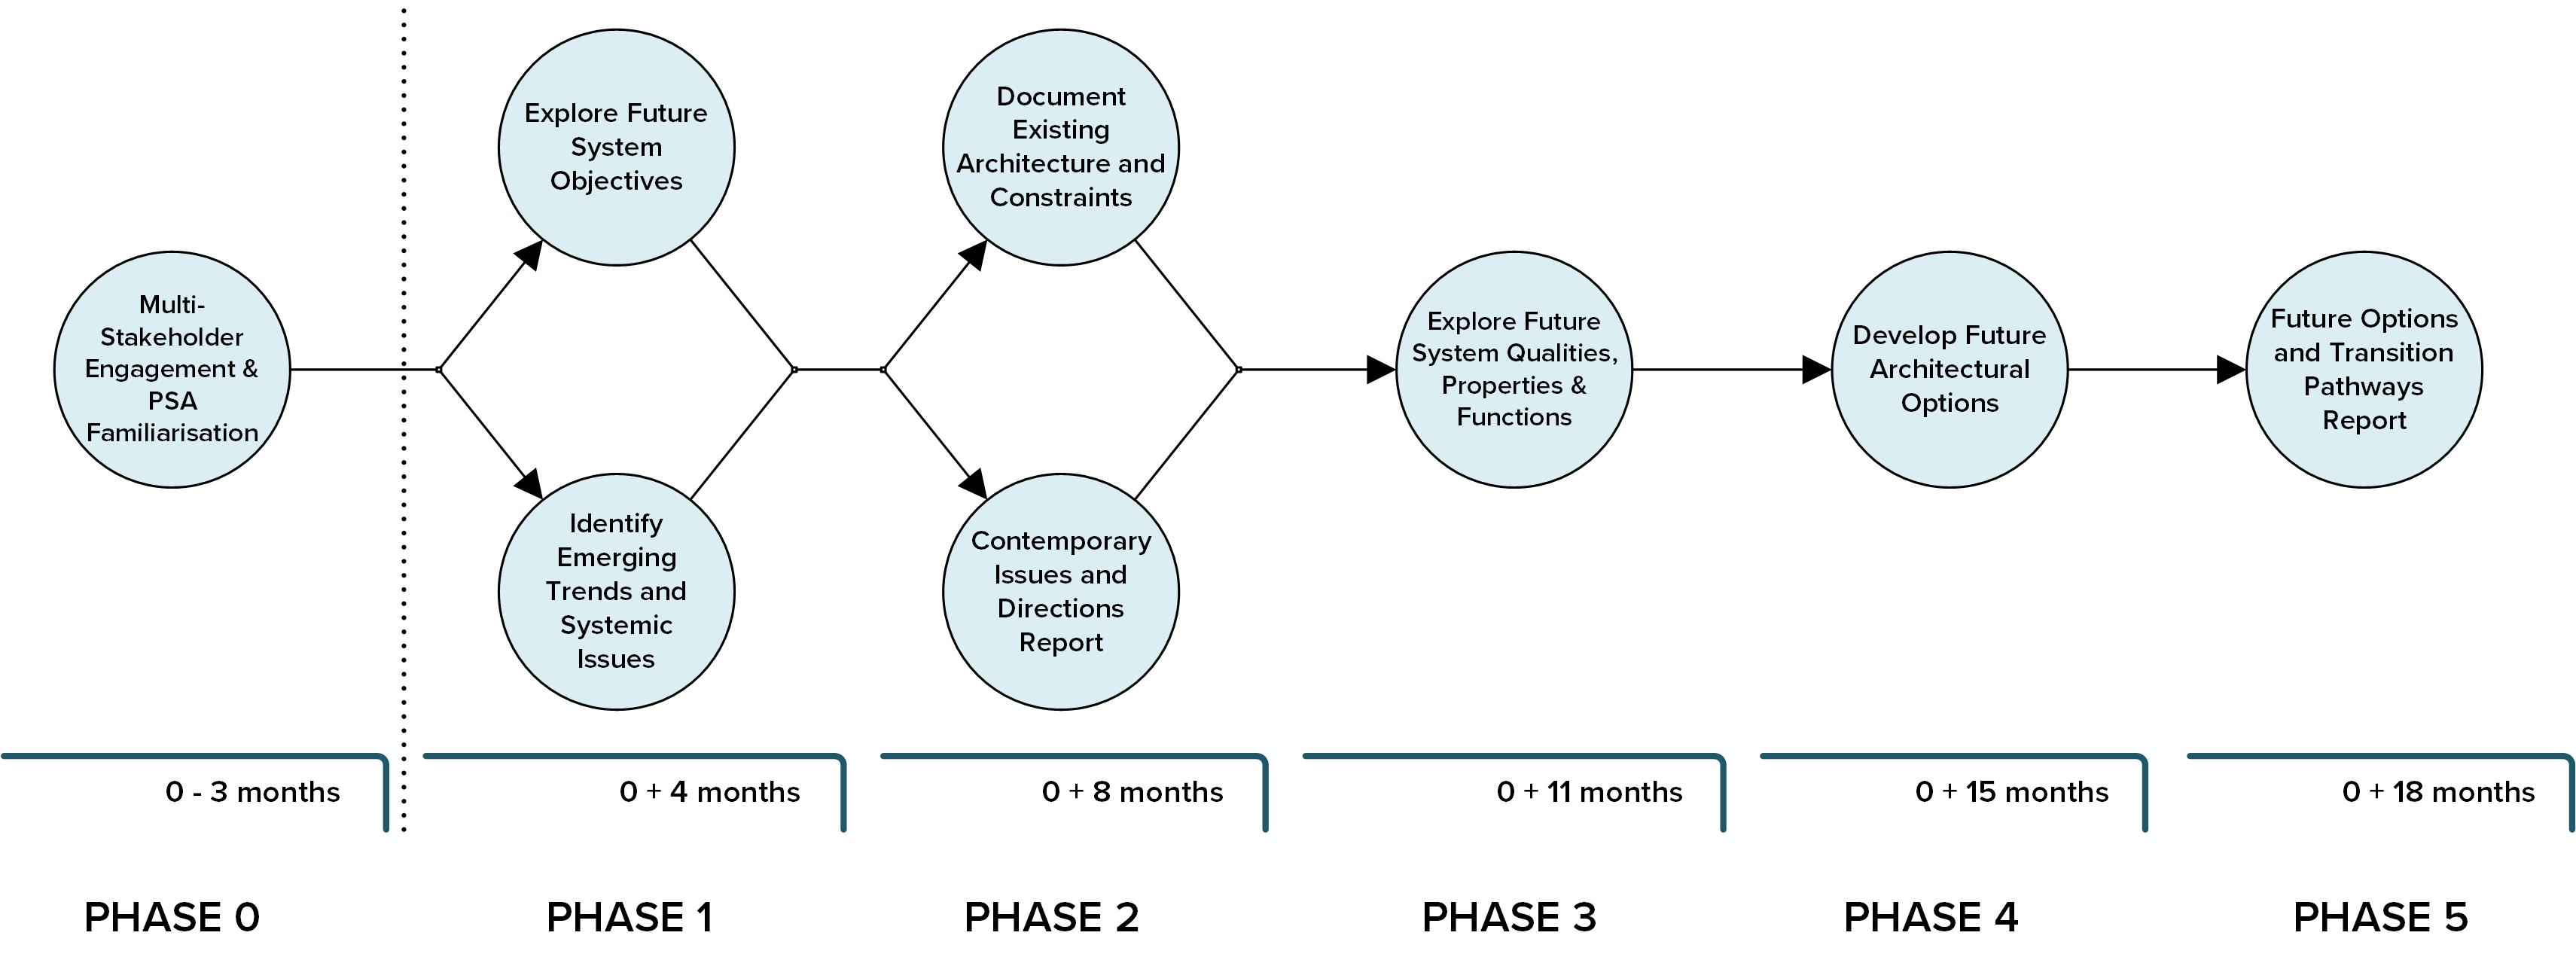 Multi-
Stakeholder
Engagement &
PSA
Familiarisation
Explore Future
System
Objectives
Identify
Emerging
Trends and
Systemic
Issues
Document
Existing
Architecture and
Constraints
Contemporary
Issues and
Directions
Report
Explore Future
System Qualities,
Properties &
Functions
Develop Future
Architectural
Options
Future Options
and Transition
Pathways
Report
0 - 3 months
0 + 4 months
0 + 8 months
0 + 11 months
0 + 15 months
0 + 18 months
PHASE 0
PHASE 1
PHASE 2
PHASE 3
PHASE 4
PHASE 5